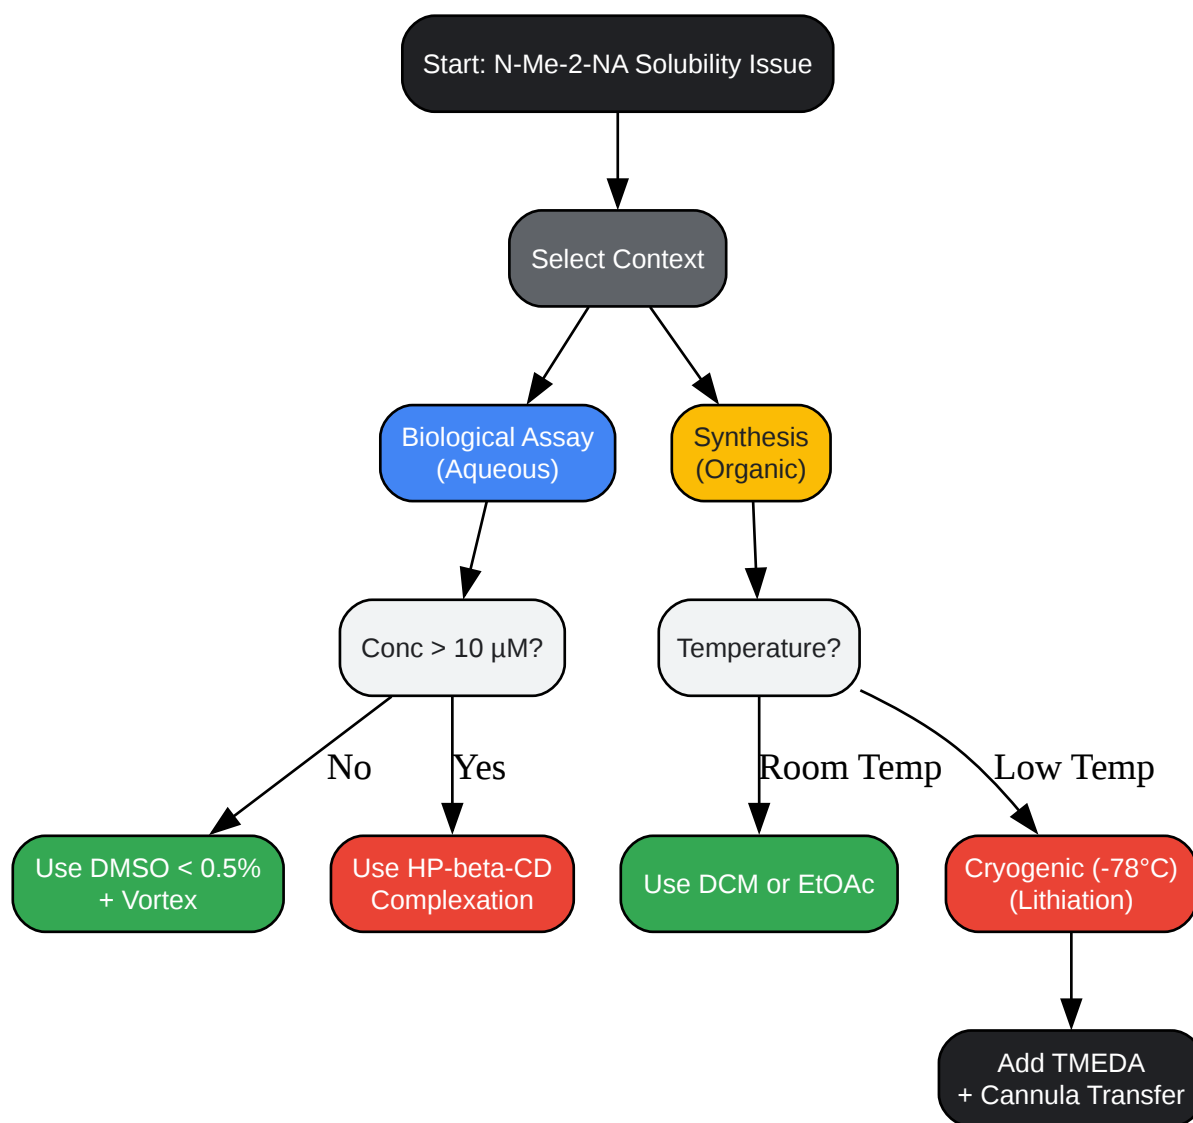 Start: N-Me-2-NA Solubility Issue
Select Context
Biological Assay
(Aqueous)
Synthesis
(Organic)
Conc > 10 µM?
Temperature?
No
Yes
Room Temp
Low Temp
Use DMSO < 0.5%
+ Vortex
Use HP-beta-CD
Complexation
Use DCM or EtOAc
Cryogenic (-78°C)
(Lithiation)
Add TMEDA
+ Cannula Transfer